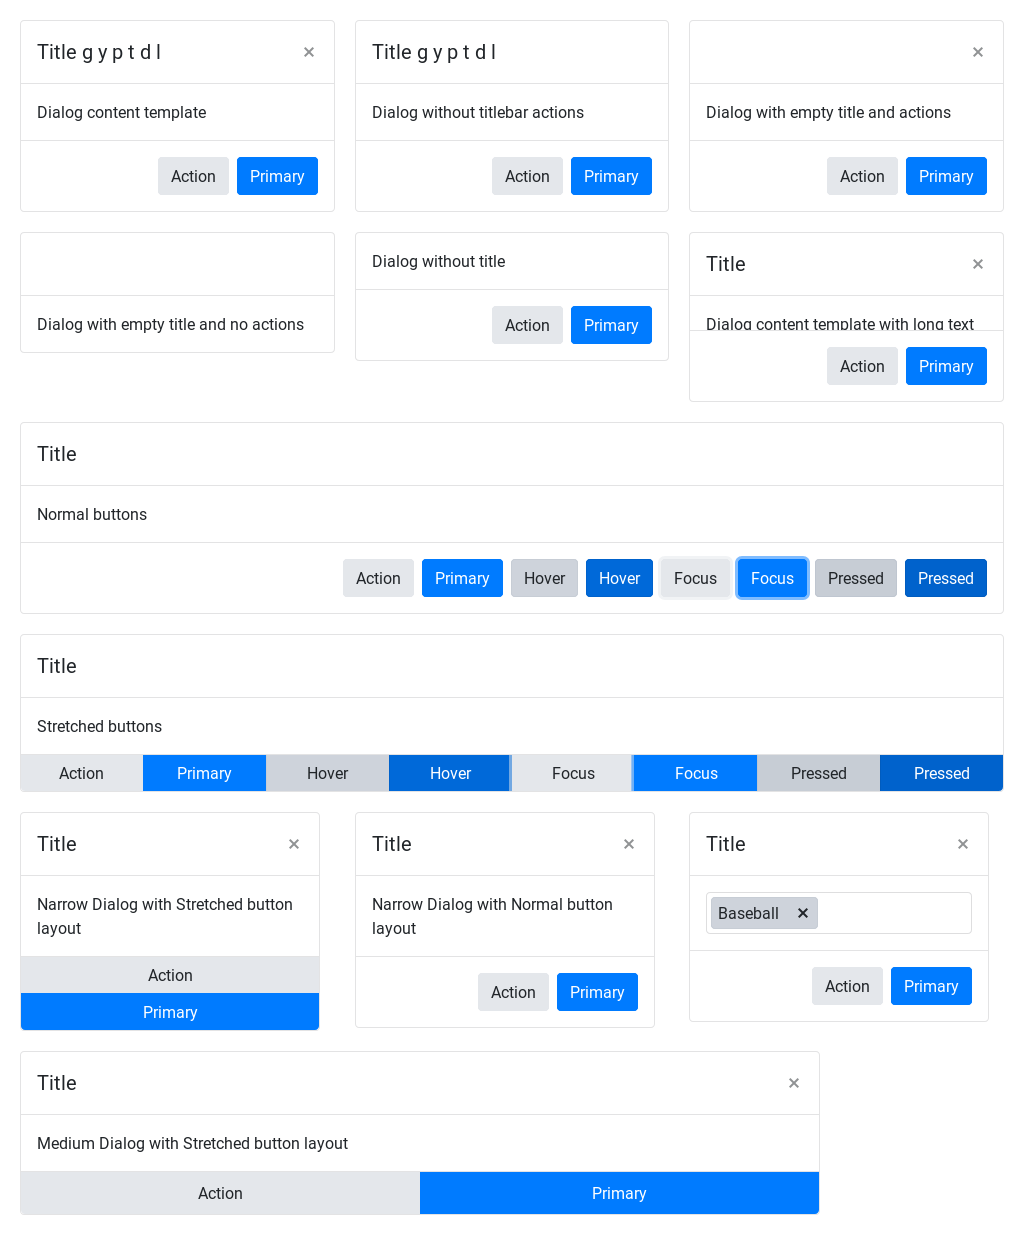 Title g y p t d l ×
Dialog content template
Action Primary
Title g y p t d l
Dialog without titlebar actions
Action Primary
×
Dialog with empty title and actions
Action Primary
Dialog with empty title and no actions
Dialog without title
Action Primary
Title ×
Dialog content template with long text
Action Primary
Title
Normal buttons
Action Primary Hover Hover Focus Focus Pressed Pressed
Title
Stretched buttons
Action Primary Hover Hover Focus Focus Pressed Pressed
Title ×
Narrow Dialog with Stretched button
layout
Action
Primary
Title ×
Narrow Dialog with Normal button
layout
Action Primary
Title ×
Baseball ×
Action Primary
Title ×
Medium Dialog with Stretched button layout
Action Primary